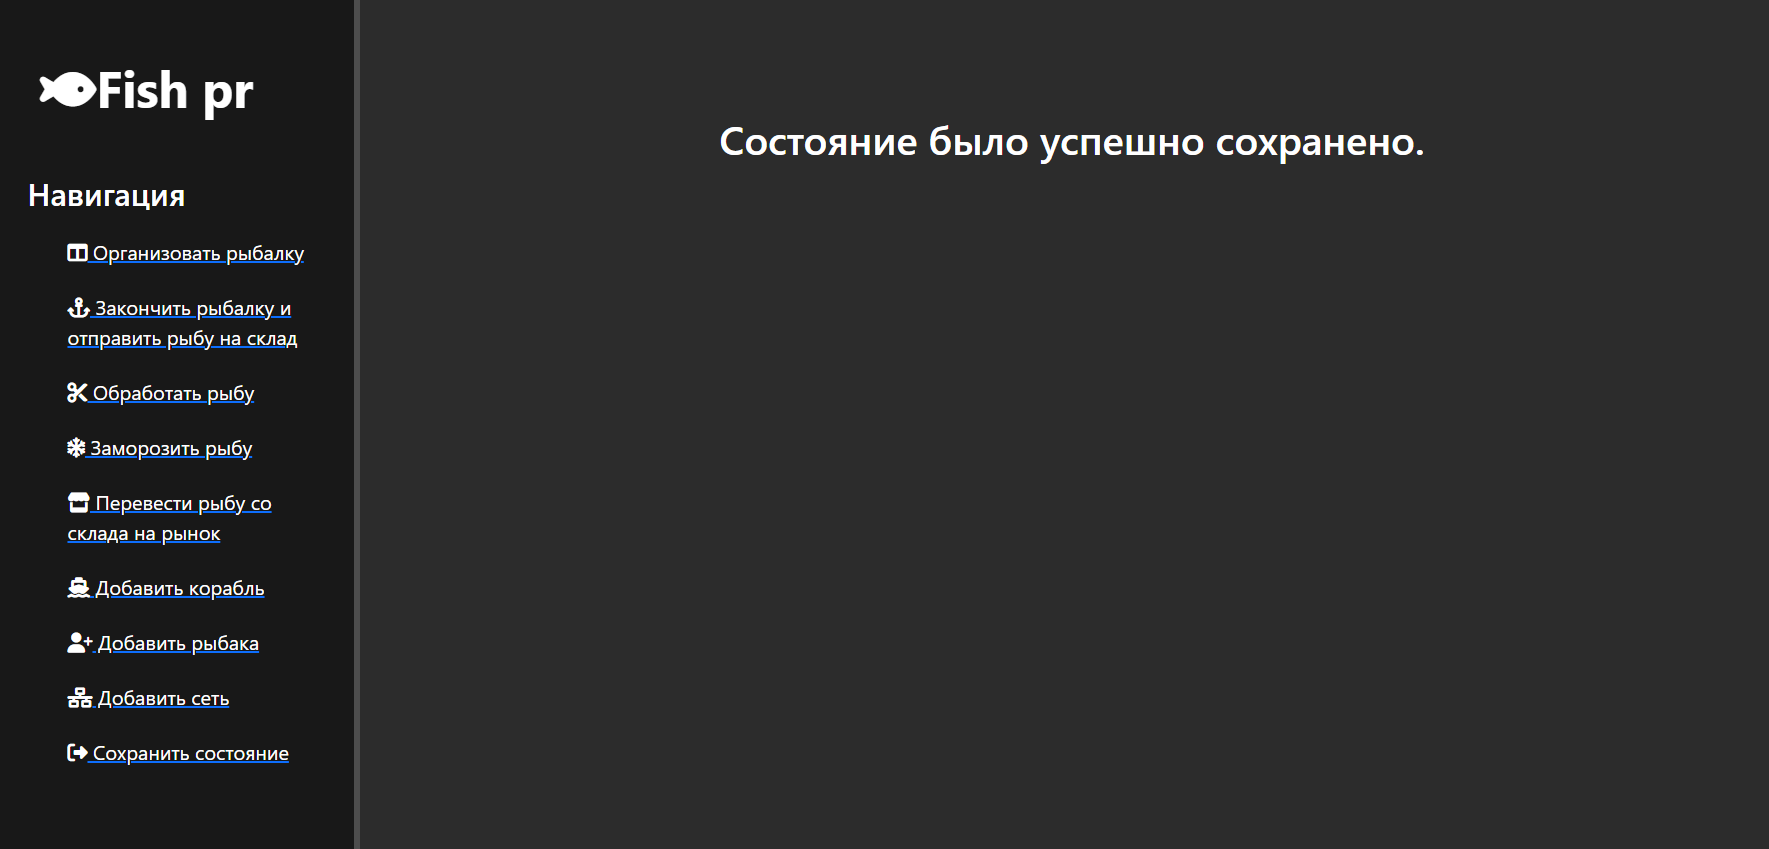 Fish pr
Навигация
Организовать рыбалку
Закончить рыбалку и
отправить рыбу на склад
Обработать рыбу
Заморозить рыбу
Перевести рыбу со
склада на рынок
Добавить корабль
Добавить рыбака
Добавить сеть
Сохранить состояние
Состояние было успешно сохранено.